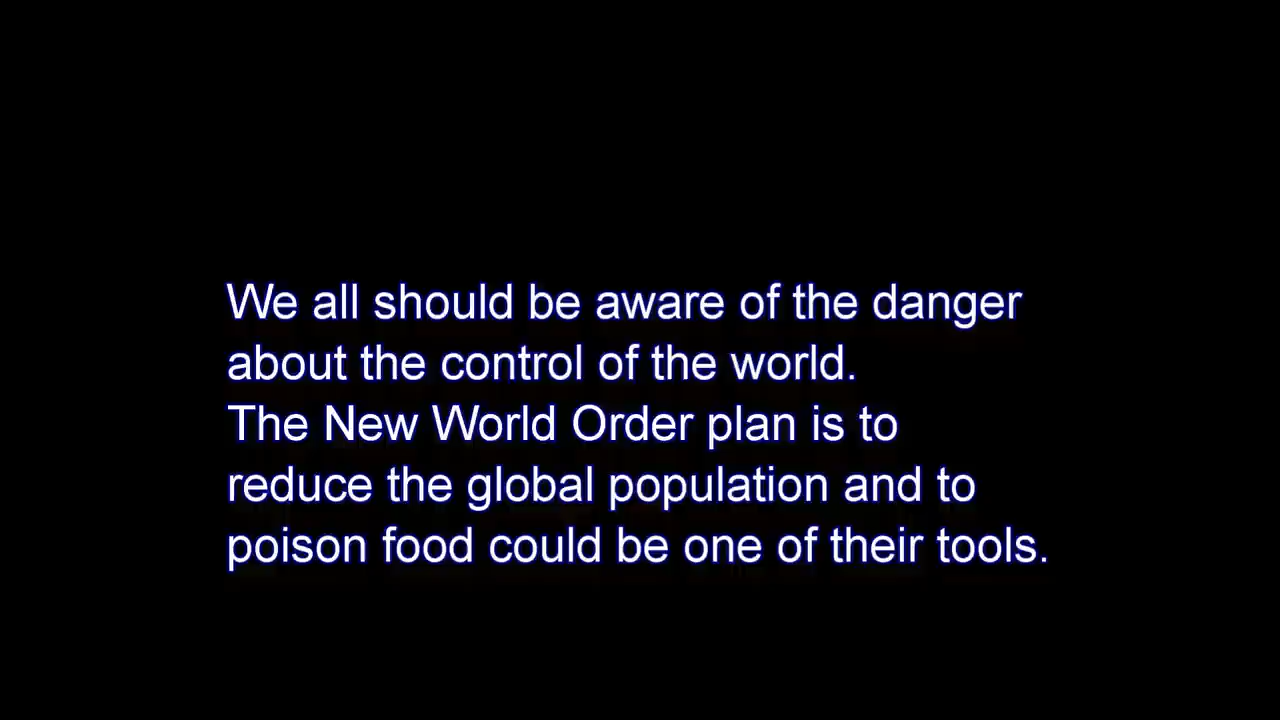 We all should be aware of the danger
about the control of the world.
The New World Order plan is to
reduce the global population and to
poison food could be one of their tools.